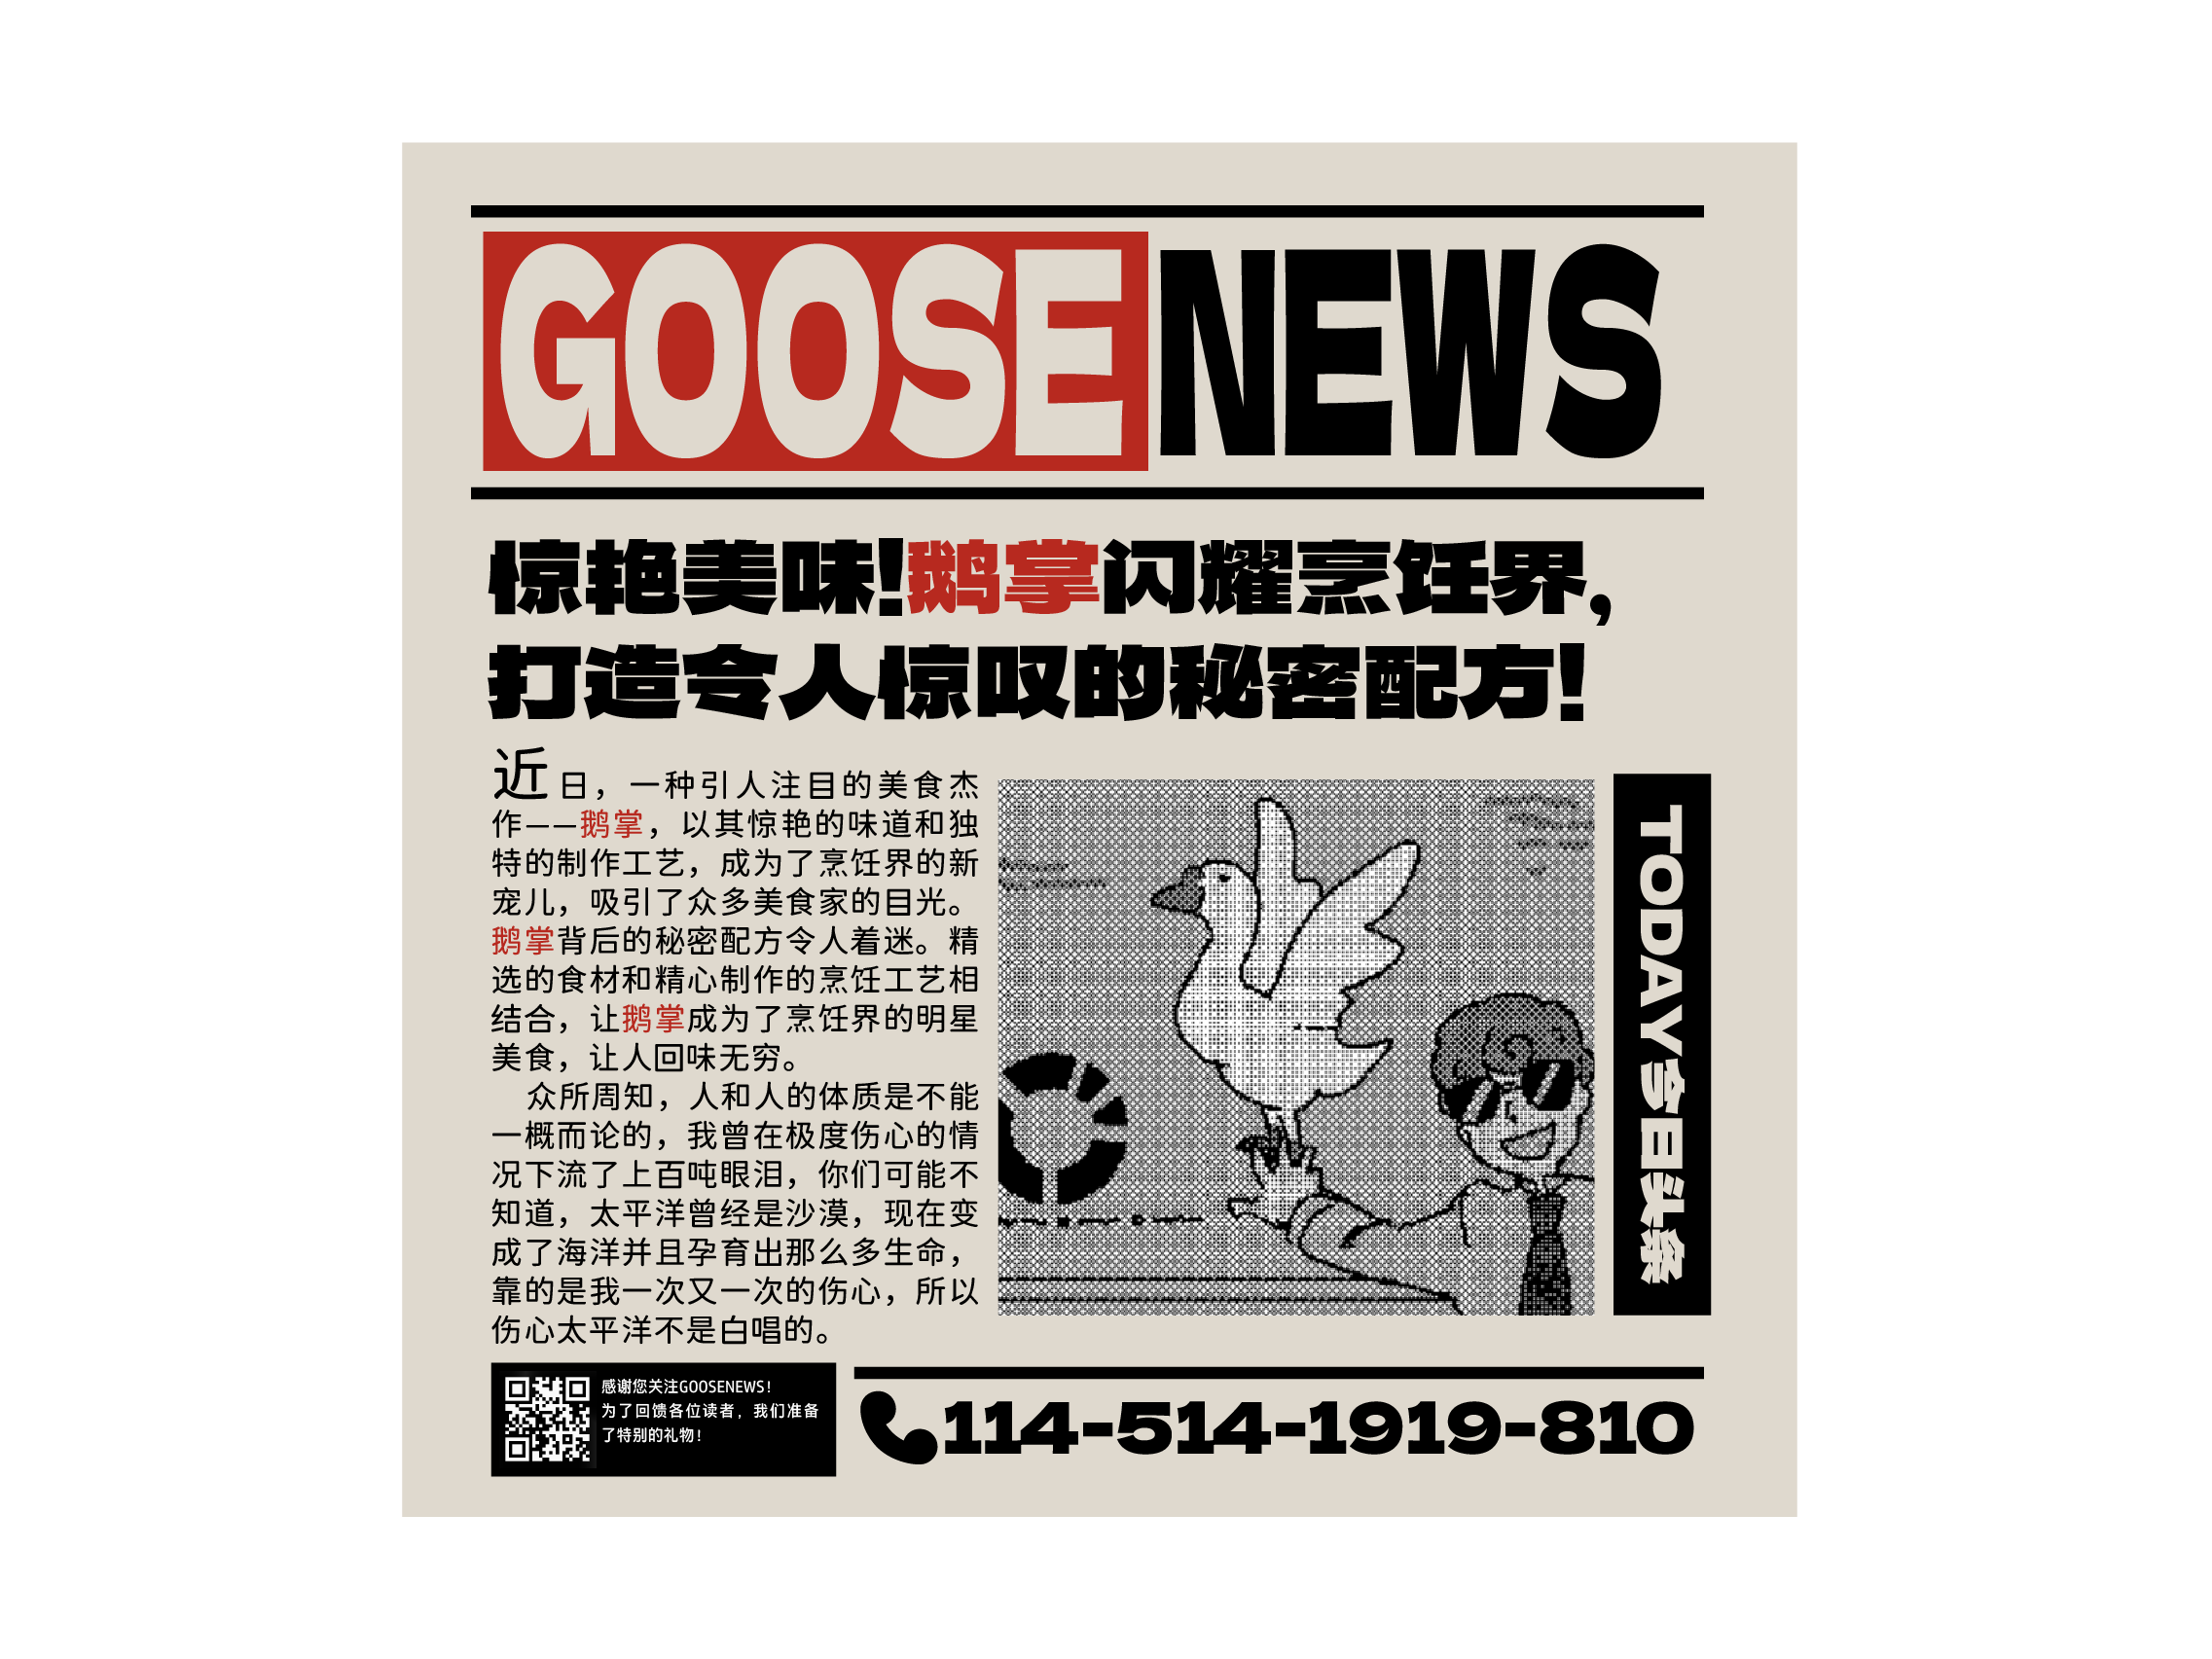 GOOSE NEWS
惊艳美味!鹅掌闪耀烹饪界,
打造令人惊叹的秘密配方!
近日，一种引人注目的美食杰
作——鹅掌，以其惊艳的味道和独
特的制作工艺，成为了烹饪界的新
宠儿，吸引了众多美食家的目光。
鹅掌背后的秘密配方令人着迷。精
选的食材和精心制作的烹饪工艺相
结合，让鹅掌成为了烹饪界的明星
美食，让人回味无穷。
众所周知，人和人的体质是不能
一概而论的，我曾在极度伤心的情
况下流了上百吨眼泪，你们可能不
知道，太平洋曾经是沙漠，现在变
成了海洋并且孕育出那么多生命，
靠的是我一次又一次的伤心，所以
伤心太平洋不是白唱的。
TODAY今日头条
感谢您关注GOOSENEWS!
为了回馈各位读者，我们准备
了特别的礼物!
114-514-1919-810